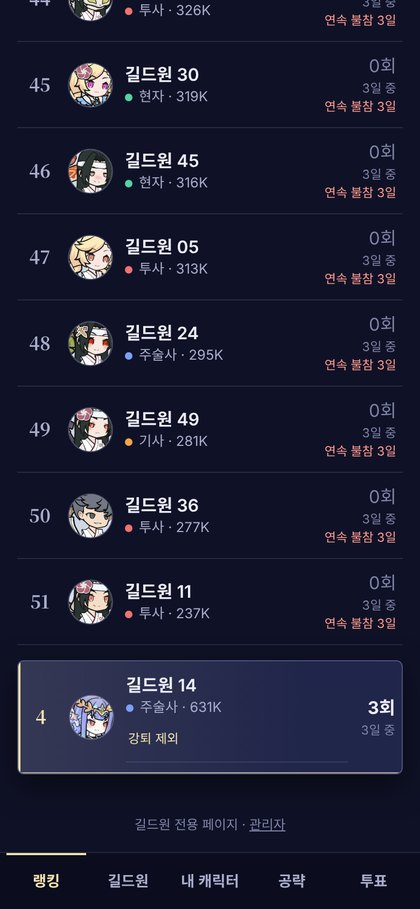 44
투사 · 326K
3일 중
연속 불참 3일
45
길드원 30
현자 · 319K
0회
3일 중
연속 불참 3일
46
길드원 45
현자 · 316K
0회
3일 중
연속 불참 3일
47
길드원 05
투사 · 313K
0회
3일 중
연속 불참 3일
48
길드원 24
주술사 · 295K
0회
3일 중
연속 불참 3일
49
길드원 49
기사 · 281K
0회
3일 중
연속 불참 3일
50
길드원 36
투사 · 277K
0회
3일 중
연속 불참 3일
51
길드원 11
투사 · 237K
0회
3일 중
연속 불참 3일
4
길드원 14
주술사 · 631K
강퇴 제외
3회
3일 중
길드원 전용 페이지 · 관리자
랭킹 길드원 내 캐릭터 공략 투표